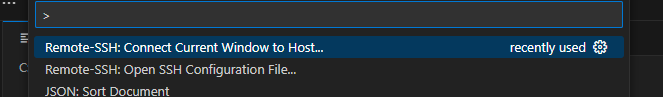 ...
>
Remote-SSH: Connect Current Window to Host... recently used
Remote-SSH: Open SSH Configuration File...
JSON: Sort Document